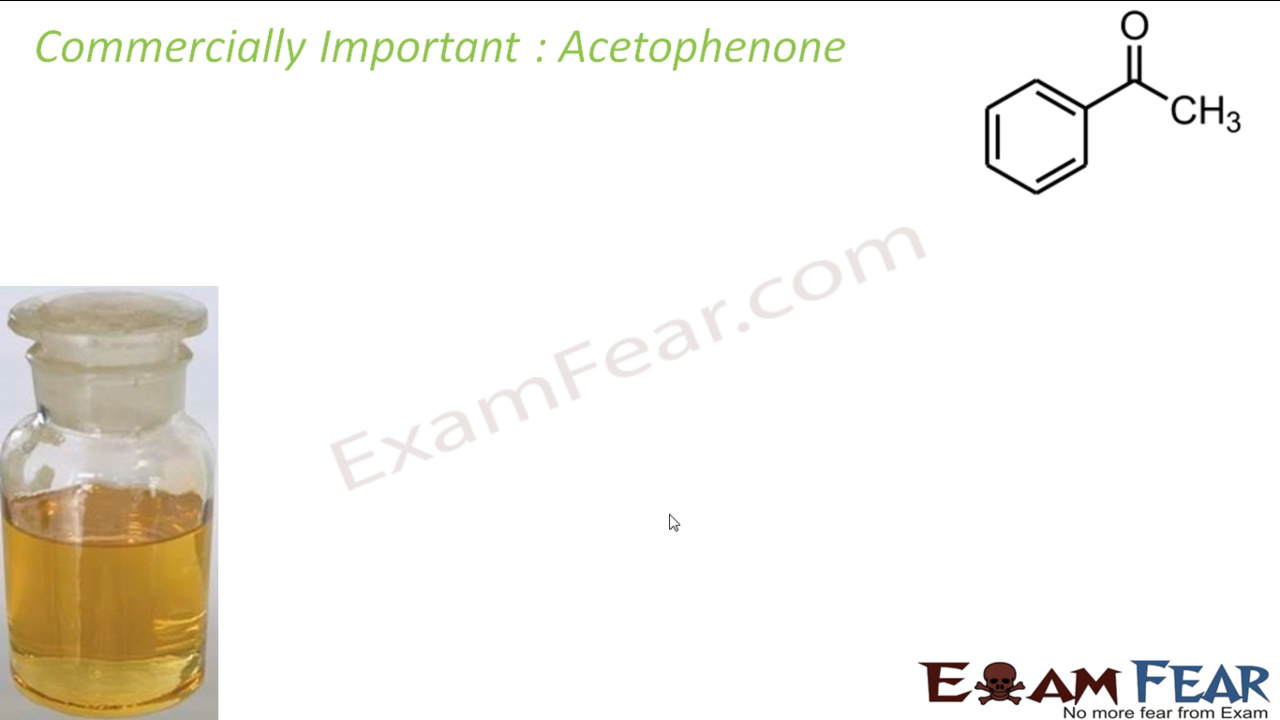 Commercially Important : Acetophenone
O
CH3
ExamFear.com
EXAM FEAR
No more fear from Exam